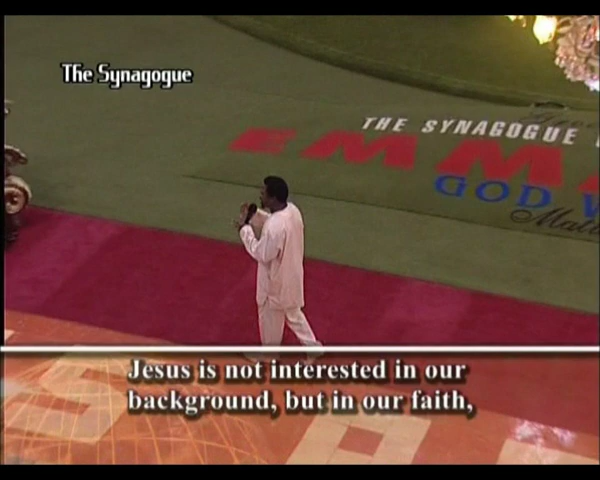 The Synagogue
THE SYNAGOGUE
EMM
GOD
Jesus is not interested in our
background, but in our faith,